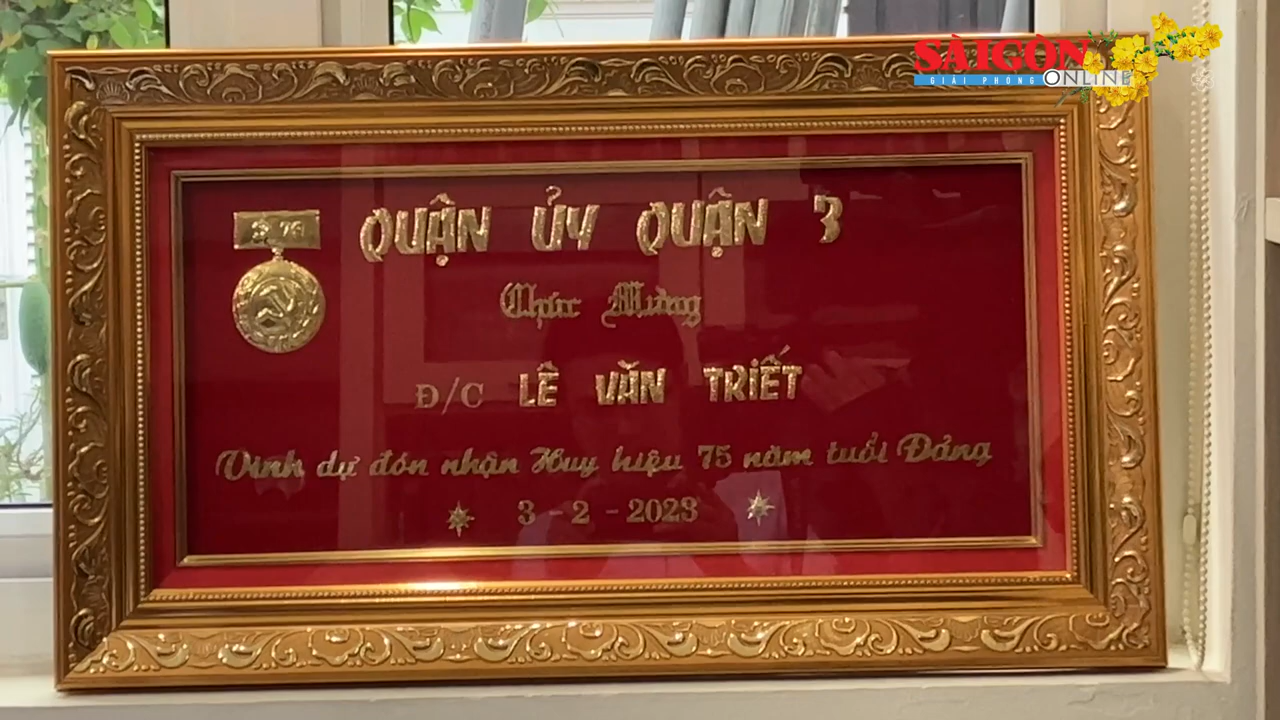 SÀIGÒN
GIẢI PHÓNG ONLINE
QUẬN ỦY QUẬN 3
Chúc Mừng
Đ/C LÊ VĂN TRIẾT
Vinh dự đón nhận Huy hiệu 75 năm tuổi Đảng
3 - 2 - 2023